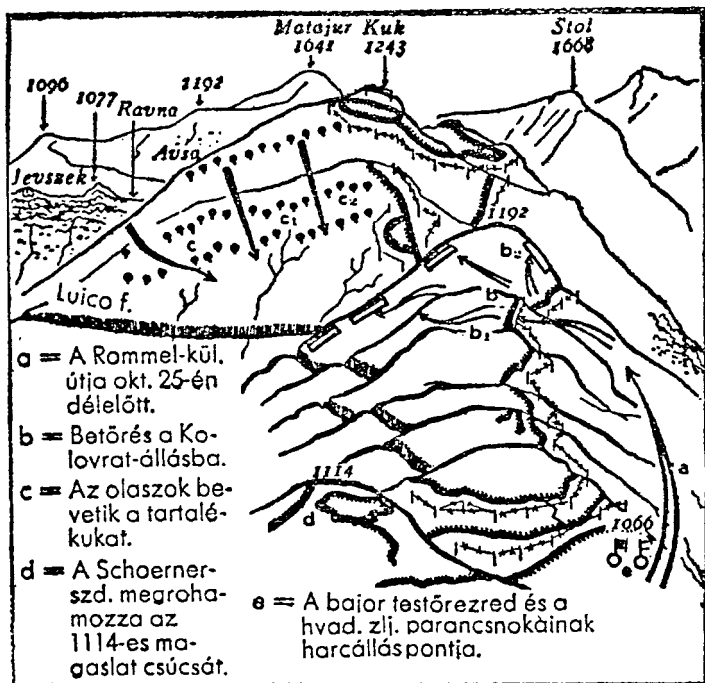 Matajur Kuk
1641 1243
Stol
1668
1096
1077
Ravna
1192
Avsa
Jevszek
c
c₁
c₂
1192
b₂
b
b₁
Luico f.
a
1114
d
1066
e
a = A Rommel-kül.
útja okt. 25-én
délelőtt.
b = Betörés a Ko-
lovrat-állásba.
c = Az olaszok be-
vetik a tartalé-
kukat.
d = A Schoerner-
szd. megroha-
mozza az
1114-es ma-
gaslat csúcsát.
e = A bajor testőrezred és a
hvad. zlj. parancsnokàinak
harcállás pontja.